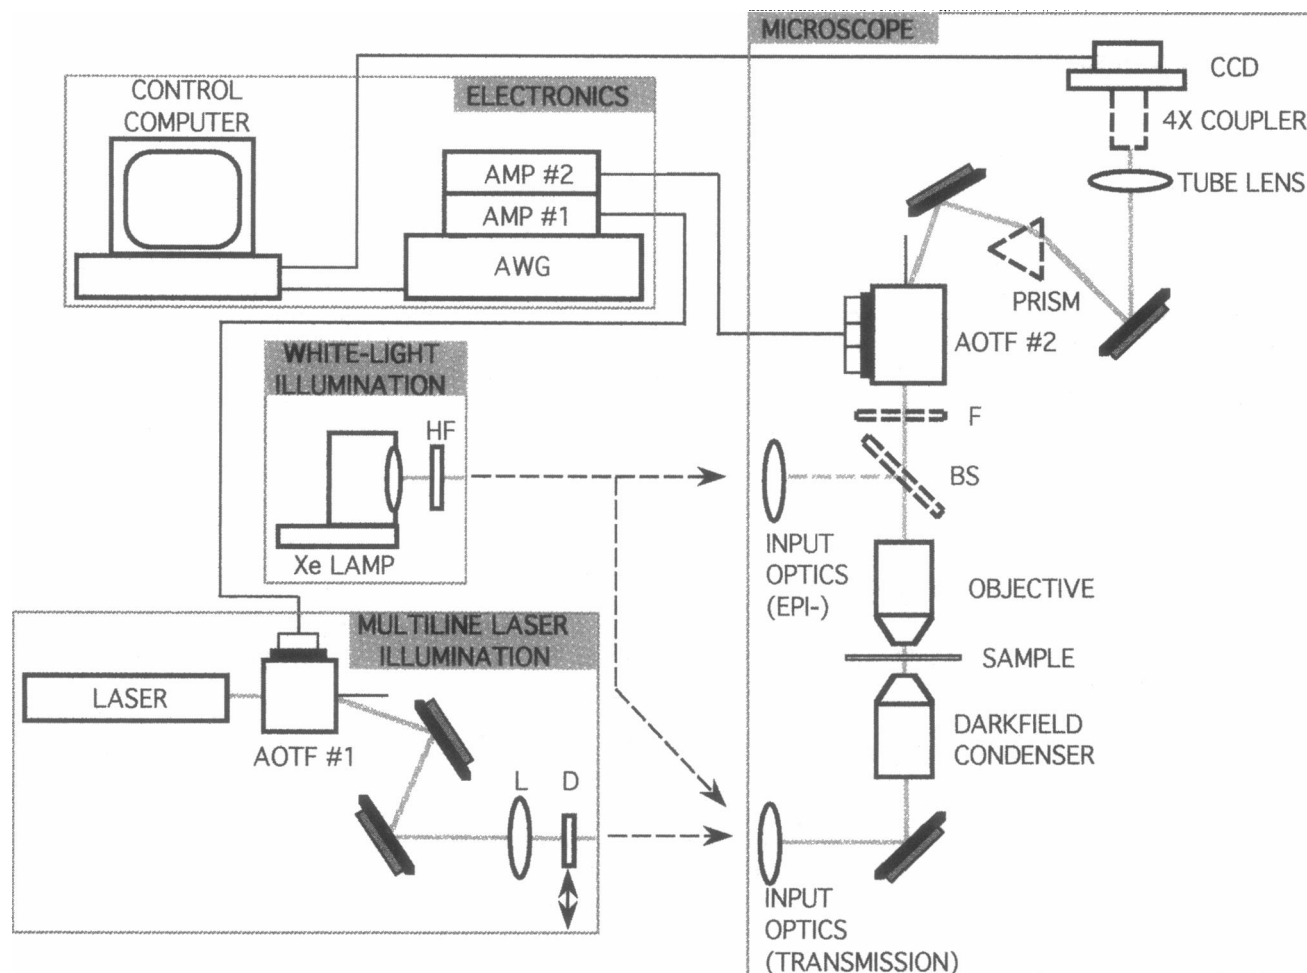 MICROSCOPE
CCD
4X COUPLER
TUBE LENS
PRISM
AOTF #2
F
BS
INPUT
OPTICS
(EPI-)
OBJECTIVE
SAMPLE
DARKFIELD
CONDENSER
INPUT
OPTICS
(TRANSMISSION)
ELECTRONICS
CONTROL
COMPUTER
AMP #2
AMP #1
AWG
WHITE-LIGHT
ILLUMINATION
HF
Xe LAMP
MULTILINE LASER
ILLUMINATION
LASER
AOTF #1
L
D